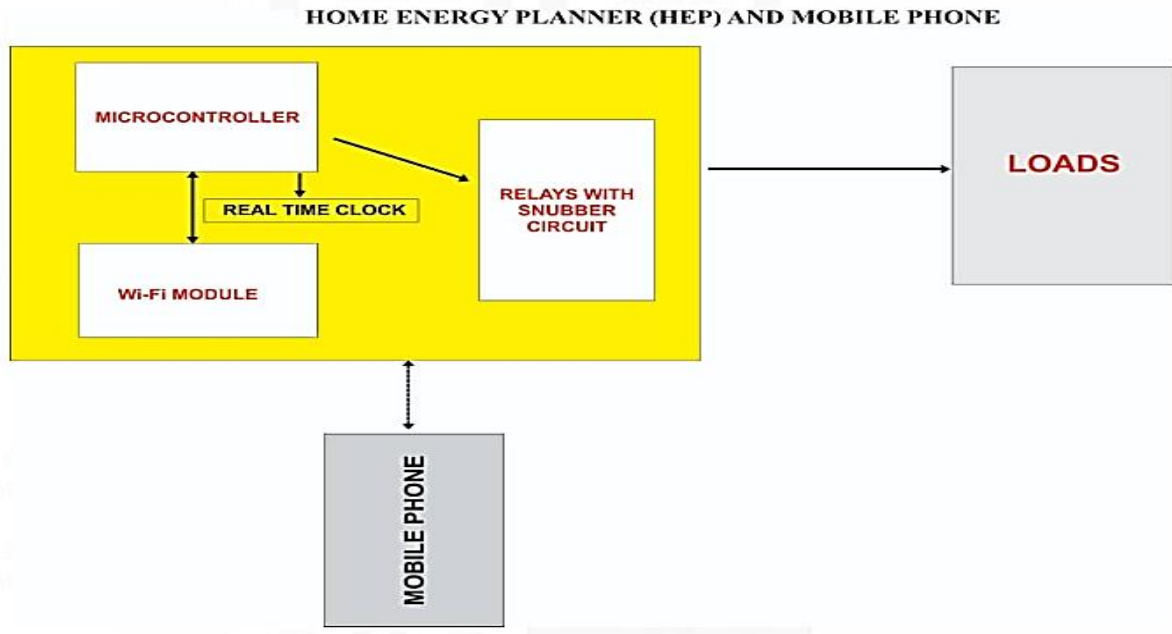 HOME ENERGY PLANNER (HEP) AND MOBILE PHONE
MICROCONTROLLER
REAL TIME CLOCK
Wi-Fi MODULE
RELAYS WITH
SNUBBER
CIRCUIT
LOADS
MOBILE PHONE